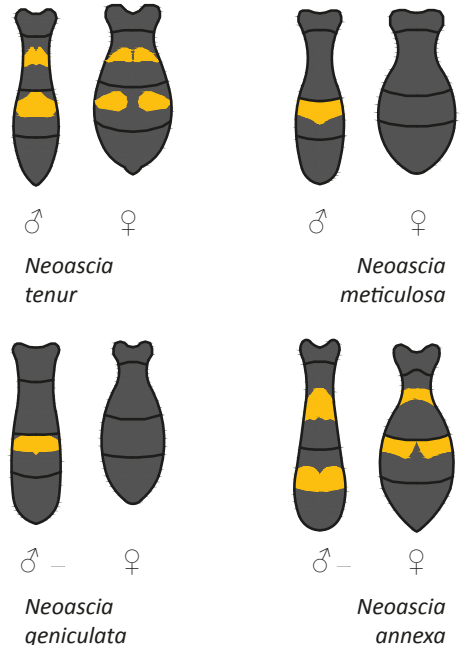 ♂ ♀ ♂ ♀
Neoascia
tenur
Neoascia
meticulosa
♂ – ♀ ♂ – ♀
Neoascia
geniculata
Neoascia
annexa